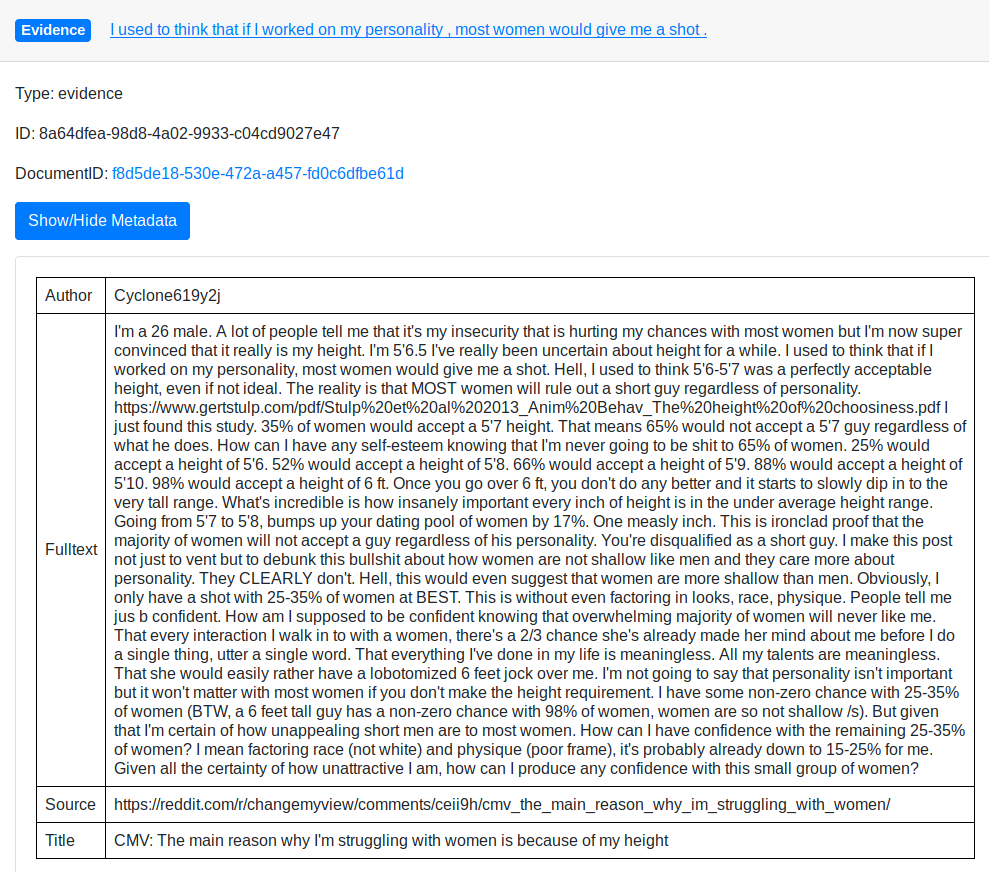 Evidence I used to think that if I worked on my personality , most women would give me a shot .
Type: evidence
ID: 8a64dfea-98d8-4a02-9933-c04cd9027e47
DocumentID: f8d5de18-530e-472a-a457-fd0c6dfbe61d
Show/Hide Metadata
Author Cyclone619y2j
Fulltext
I'm a 26 male. A lot of people tell me that it's my insecurity that is hurting my chances with most women but I'm now super
convinced that it really is my height. I'm 5'6.5 I've really been uncertain about height for a while. I used to think that if I
worked on my personality, most women would give me a shot. Hell, I used to think 5'6-5'7 was a perfectly acceptable
height, even if not ideal. The reality is that MOST women will rule out a short guy regardless of personality.
https://www.gertstulp.com/pdf/Stulp%20et%20al%202013_Anim%20Behav_The%20height%20of%20choosiness.pdf I
just found this study. 35% of women would accept a 5'7 height. That means 65% would not accept a 5'7 guy regardless of
what he does. How can I have any self-esteem knowing that I'm never going to be shit to 65% of women. 25% would
accept a height of 5'6. 52% would accept a height of 5'8. 66% would accept a height of 5'9. 88% would accept a height of
5'10. 98% would accept a height of 6 ft. Once you go over 6 ft, you don't do any better and it starts to slowly dip in to the
very tall range. What's incredible is how insanely important every inch of height is in the under average height range.
Going from 5'7 to 5'8, bumps up your dating pool of women by 17%. One measly inch. This is ironclad proof that the
majority of women will not accept a guy regardless of his personality. You're disqualified as a short guy. I make this post
not just to vent but to debunk this bullshit about how women are not shallow like men and they care more about
personality. They CLEARLY don't. Hell, this would even suggest that women are more shallow than men. Obviously, I
only have a shot with 25-35% of women at BEST. This is without even factoring in looks, race, physique. People tell me
jus b confident. How am I supposed to be confident knowing that overwhelming majority of women will never like me.
That every interaction I walk in to with a women, there's a 2/3 chance she's already made her mind about me before I do
a single thing, utter a single word. That everything I've done in my life is meaningless. All my talents are meaningless.
That she would easily rather have a lobotomized 6 feet jock over me. I'm not going to say that personality isn't important
but it won't matter with most women if you don't make the height requirement. I have some non-zero chance with 25-35%
of women (BTW, a 6 feet tall guy has a non-zero chance with 98% of women, women are so not shallow /s). But given
that I'm certain of how unappealing short men are to most women. How can I have confidence with the remaining 25-35%
of women? I mean factoring race (not white) and physique (poor frame), it's probably already down to 15-25% for me.
Given all the certainty of how unattractive I am, how can I produce any confidence with this small group of women?
Source https://reddit.com/r/changemyview/comments/ceii9h/cmv_the_main_reason_why_im_struggling_with_women/
Title CMV: The main reason why I'm struggling with women is because of my height